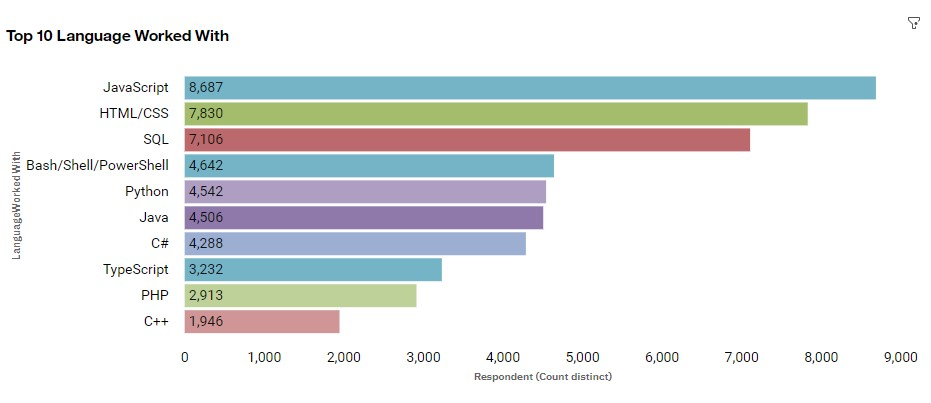 Top 10 Language Worked With
LanguageWorkedWith
JavaScript 8,687
HTML/CSS 7,830
SQL 7,106
Bash/Shell/PowerShell 4,642
Python 4,542
Java 4,506
C# 4,288
TypeScript 3,232
PHP 2,913
C++ 1,946
0 1,000 2,000 3,000 4,000 5,000 6,000 7,000 8,000 9,000
Respondent (Count distinct)